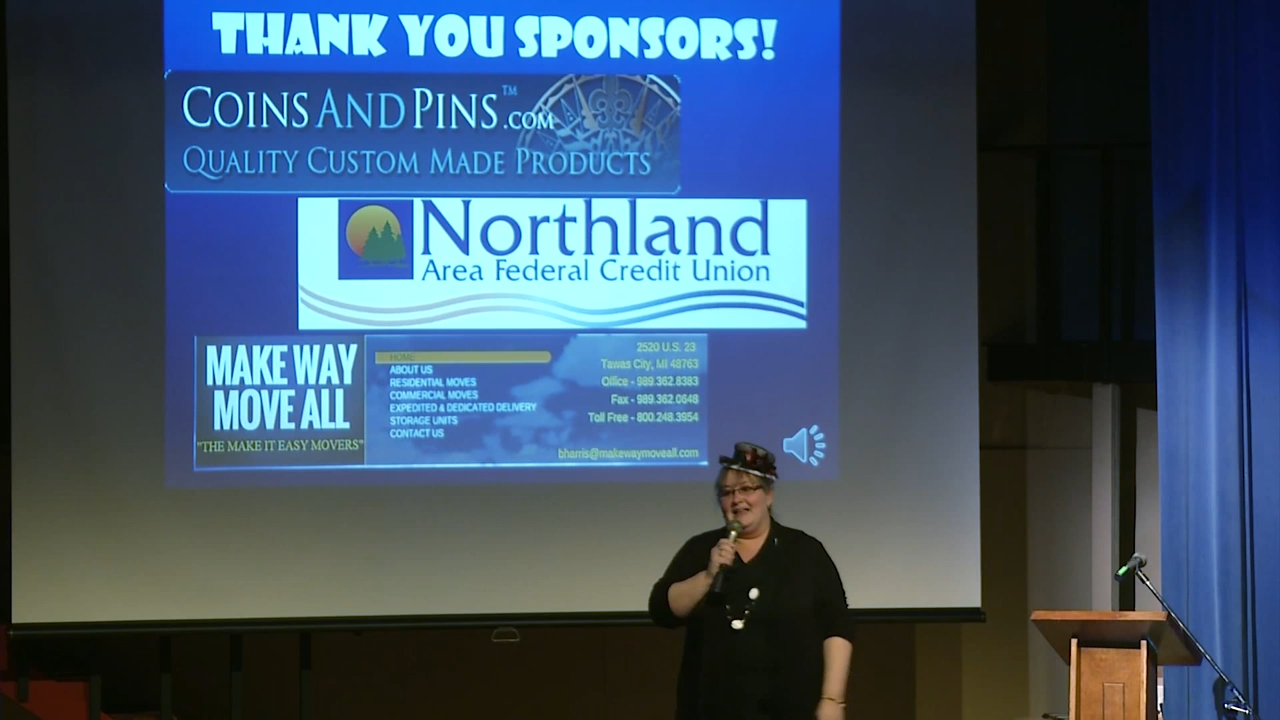 THANK YOU SPONSORS!
COINSANDPINS.COM™
QUALITY CUSTOM MADE PRODUCTS
Northland
Area Federal Credit Union
MAKE WAY
MOVE ALL
"THE MAKE IT EASY MOVERS"
HOME
ABOUT US
RESIDENTIAL MOVES
COMMERCIAL MOVES
EXPEDITED & DEDICATED DELIVERY
STORAGE UNITS
CONTACT US
2520 U.S. 23
Tawas City, MI 48763
Office - 989.362.8383
Fax - 989.362.0648
Toll Free - 800.248.3954
bharris@makewaymoveall.com